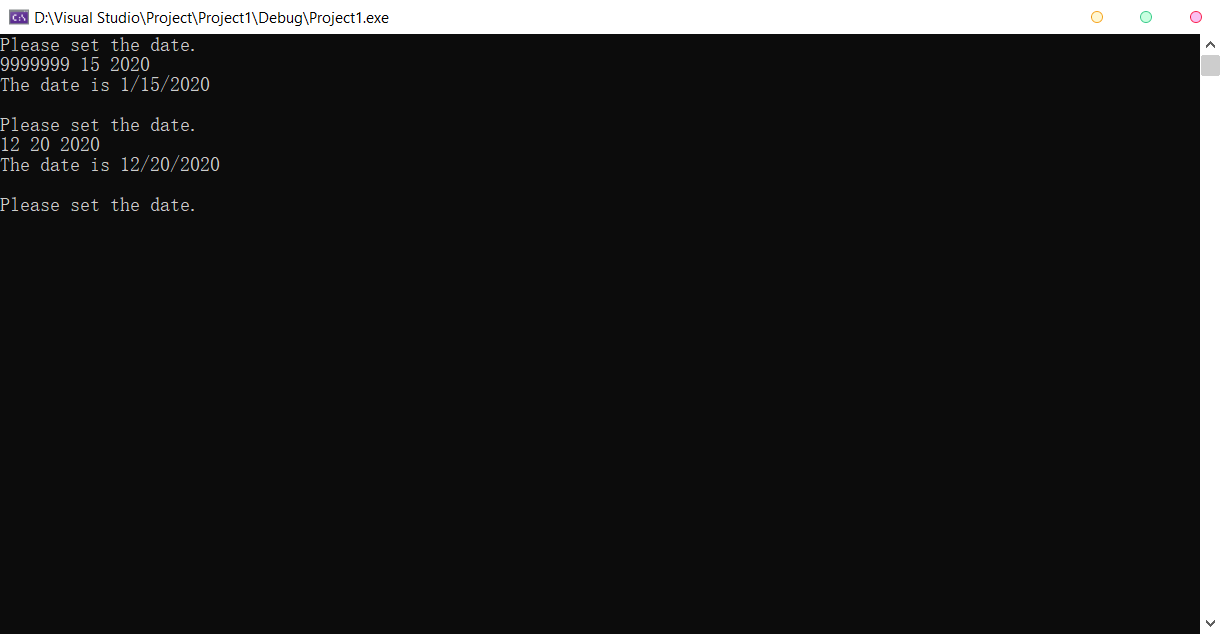 D:\Visual Studio\Project\Project1\Debug\Project1.exe
Please set the date.
9999999 15 2020
The date is 1/15/2020
Please set the date.
12 20 2020
The date is 12/20/2020
Please set the date.